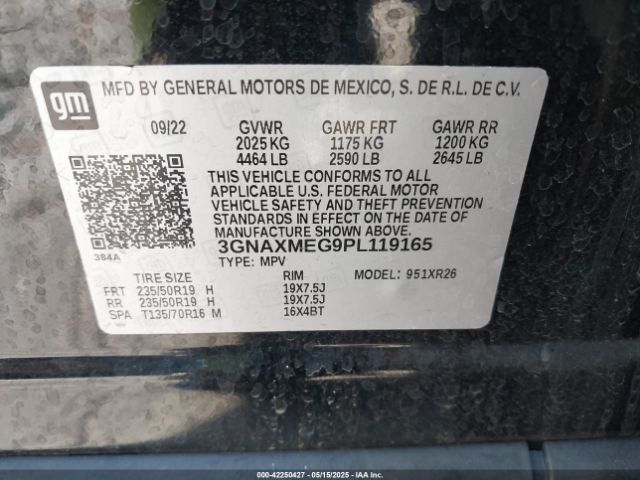 gm
MFD BY GENERAL MOTORS DE MEXICO, S. DE R.L. DE C.V.
09/22 GVWR GAWR FRT GAWR RR
2025 KG 1175 KG 1200 KG
4464 LB 2590 LB 2645 LB
THIS VEHICLE CONFORMS TO ALL
APPLICABLE U.S. FEDERAL MOTOR
VEHICLE SAFETY AND THEFT PREVENTION
STANDARDS IN EFFECT ON THE DATE OF
MANUFACTURE SHOWN ABOVE.
384A 3GNAXMEG9PL119165
TYPE: MPV
TIRE SIZE RIM MODEL: 951XR26
FRT 235/50R19 H 19X7.5J
RR 235/50R19 H 19X7.5J
SPA T135/70R16 M 16X4BT
000-42250427 - 05/15/2025 - IAAI.COM